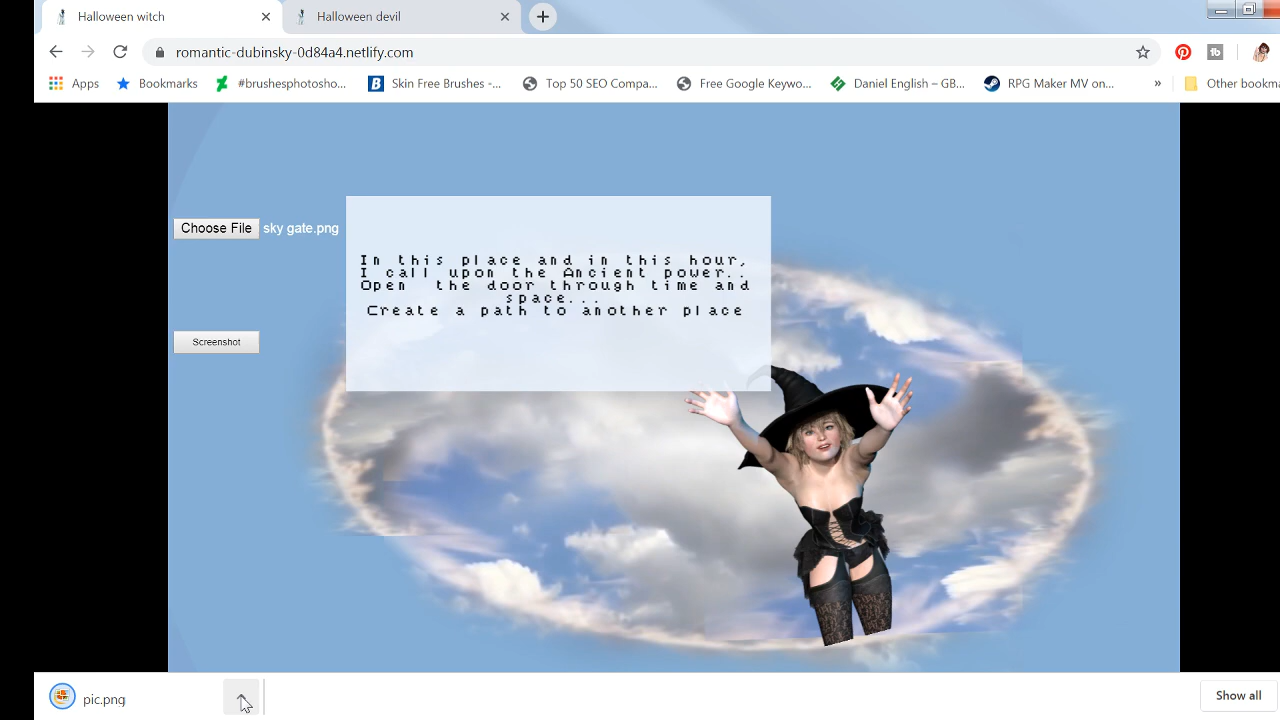 Halloween witch
Halloween devil
romantic-dubinsky-0d84a4.netlify.com
Apps
Bookmarks
#brushesphotosho...
Skin Free Brushes -...
Top 50 SEO Compa...
Free Google Keywo...
Daniel English – GB...
RPG Maker MV on...
»
Other bookma
Choose File sky gate.png
In this place and in this hour,
I call upon the Ancient power..
Open the door through time and
space...
Create a path to another place
Screenshot
pic.png
Show all